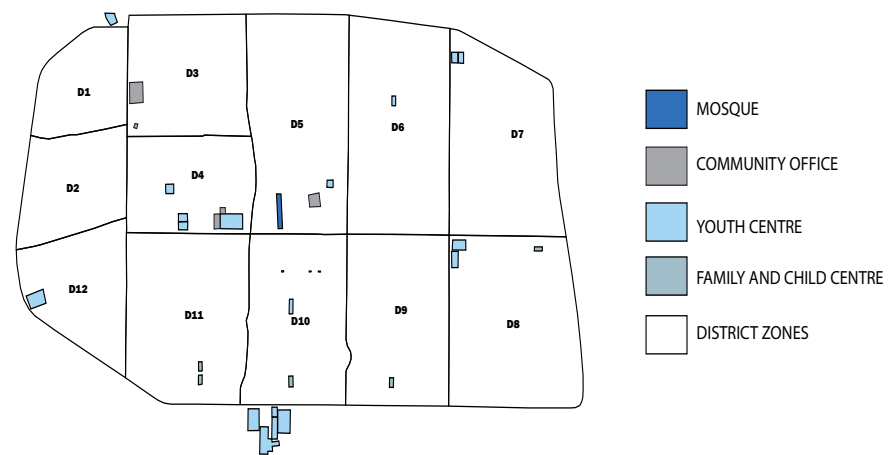 D1
D3
D5
D6
D7
D2
D4
D12
D11
D10
D9
D8
MOSQUE
COMMUNITY OFFICE
YOUTH CENTRE
FAMILY AND CHILD CENTRE
DISTRICT ZONES